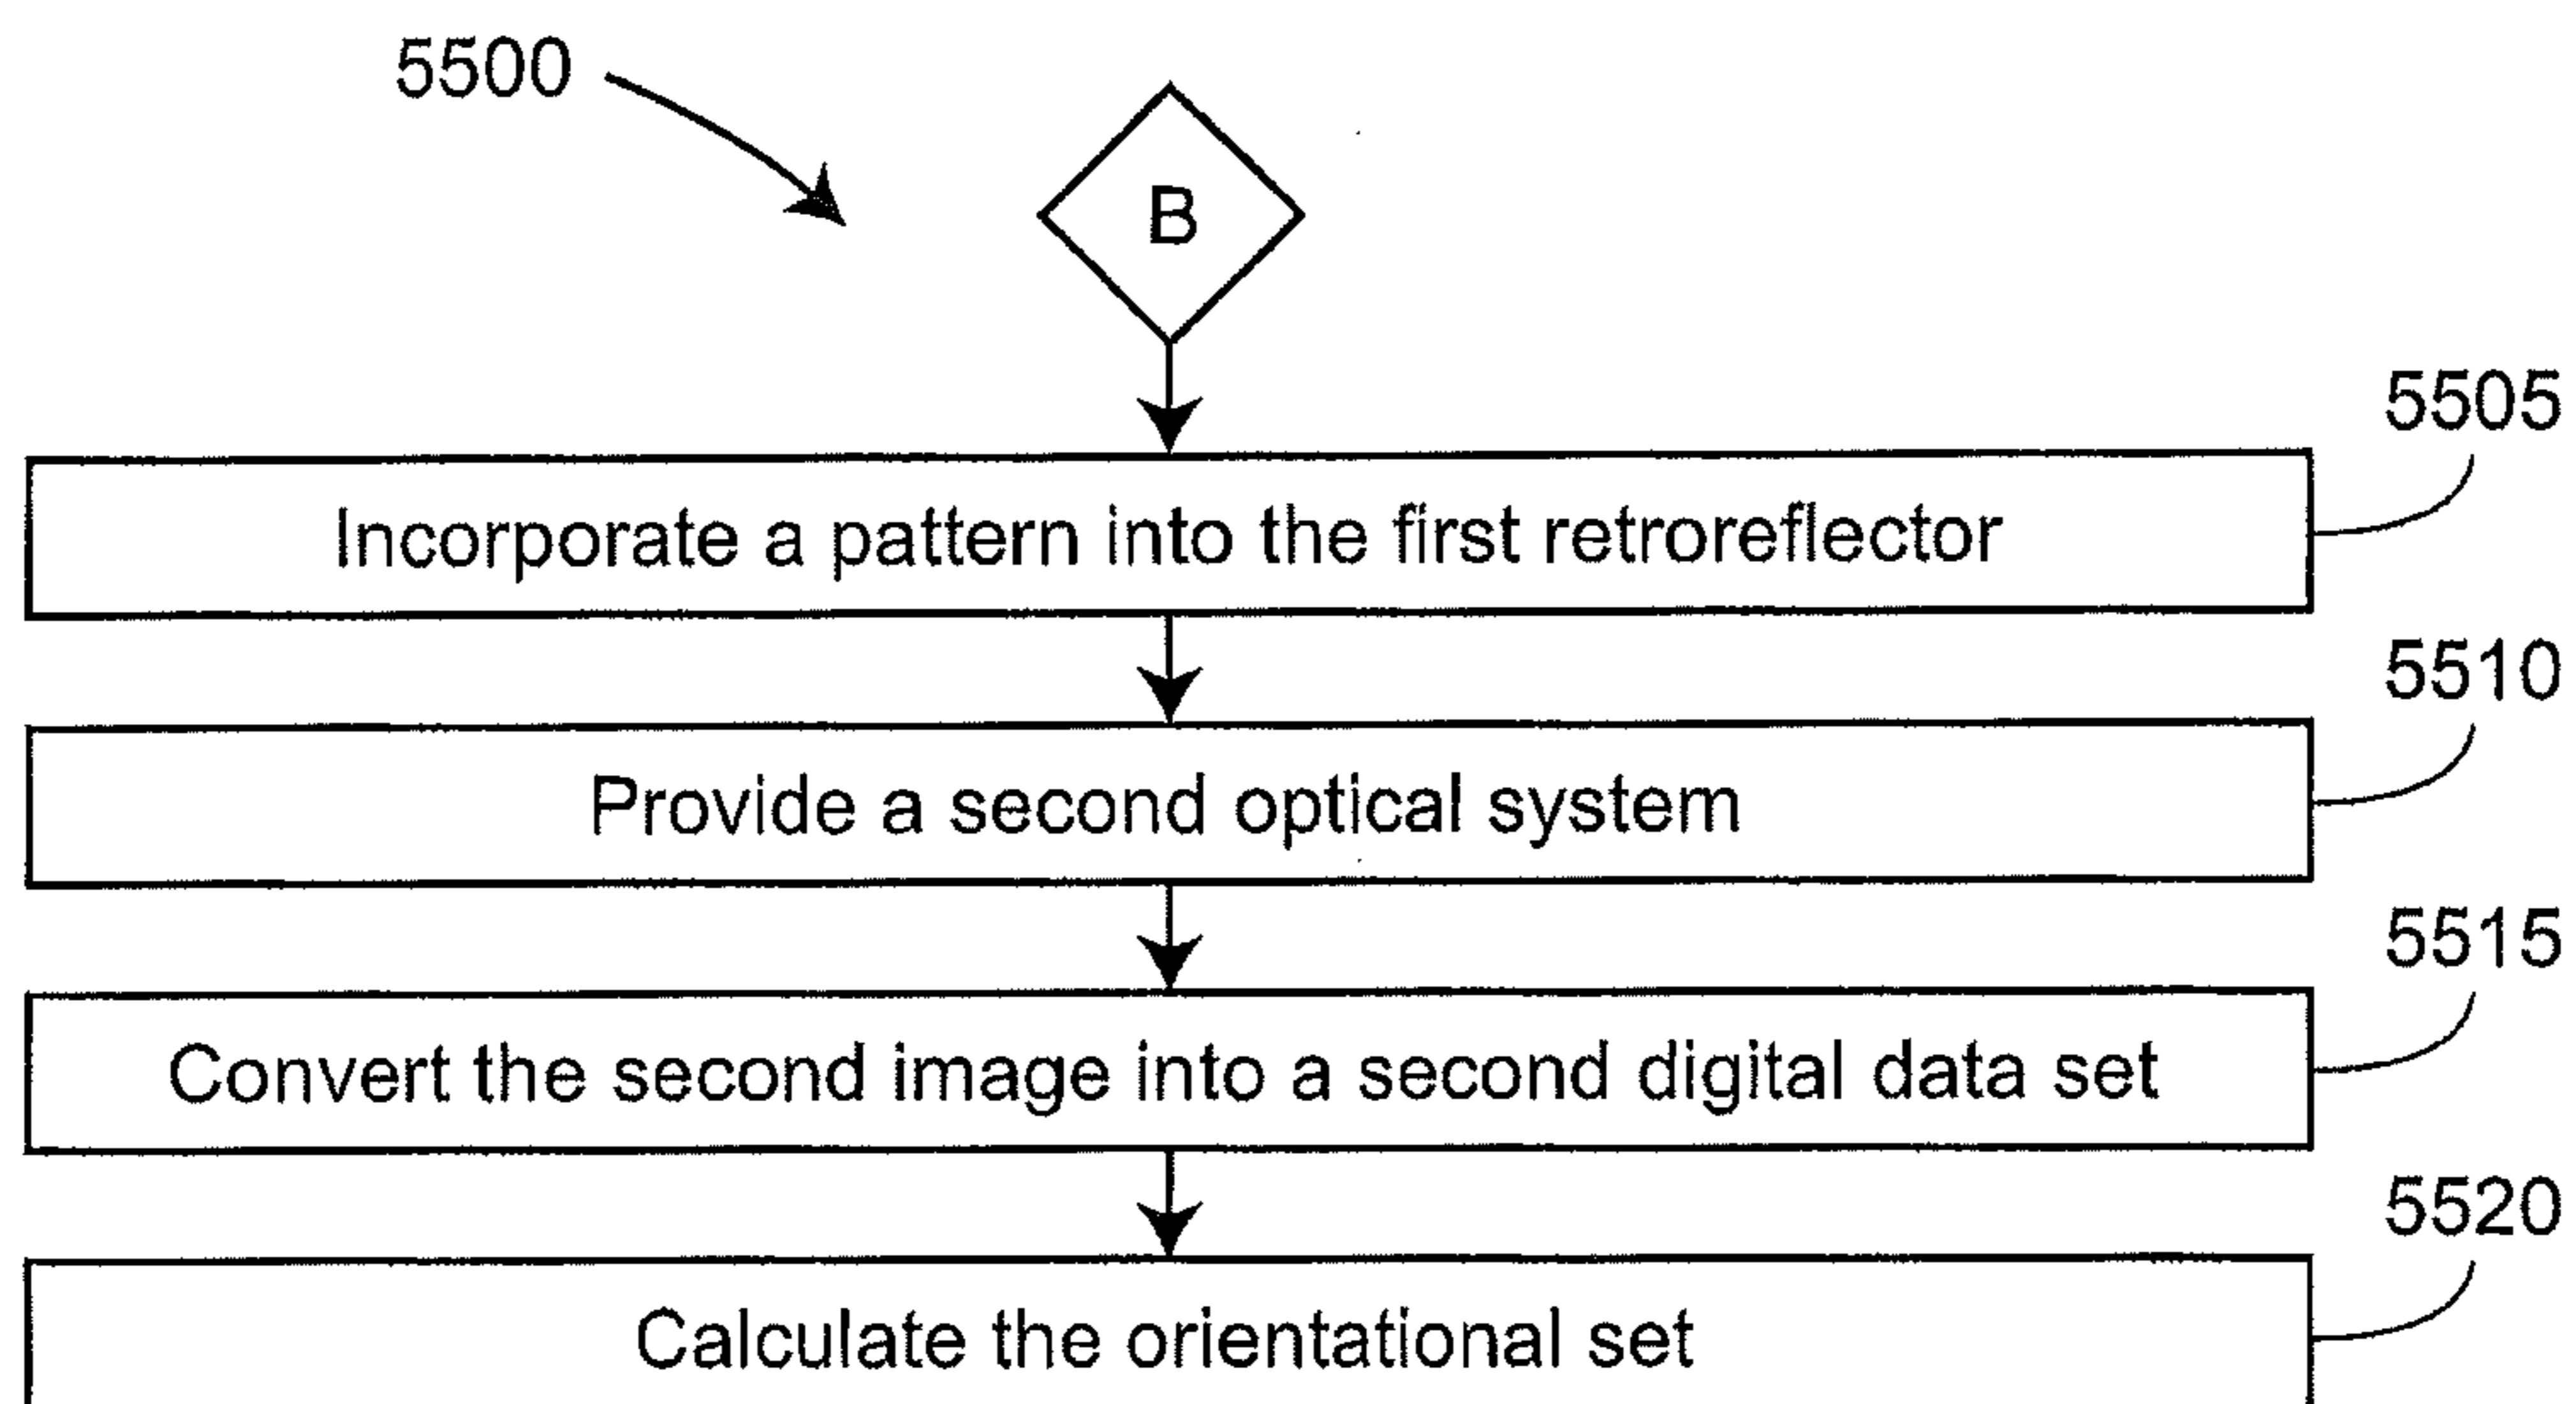 5500
B
5505
Incorporate a pattern into the first retroreflector
5510
Provide a second optical system
5515
Convert the second image into a second digital data set
5520
Calculate the orientational set